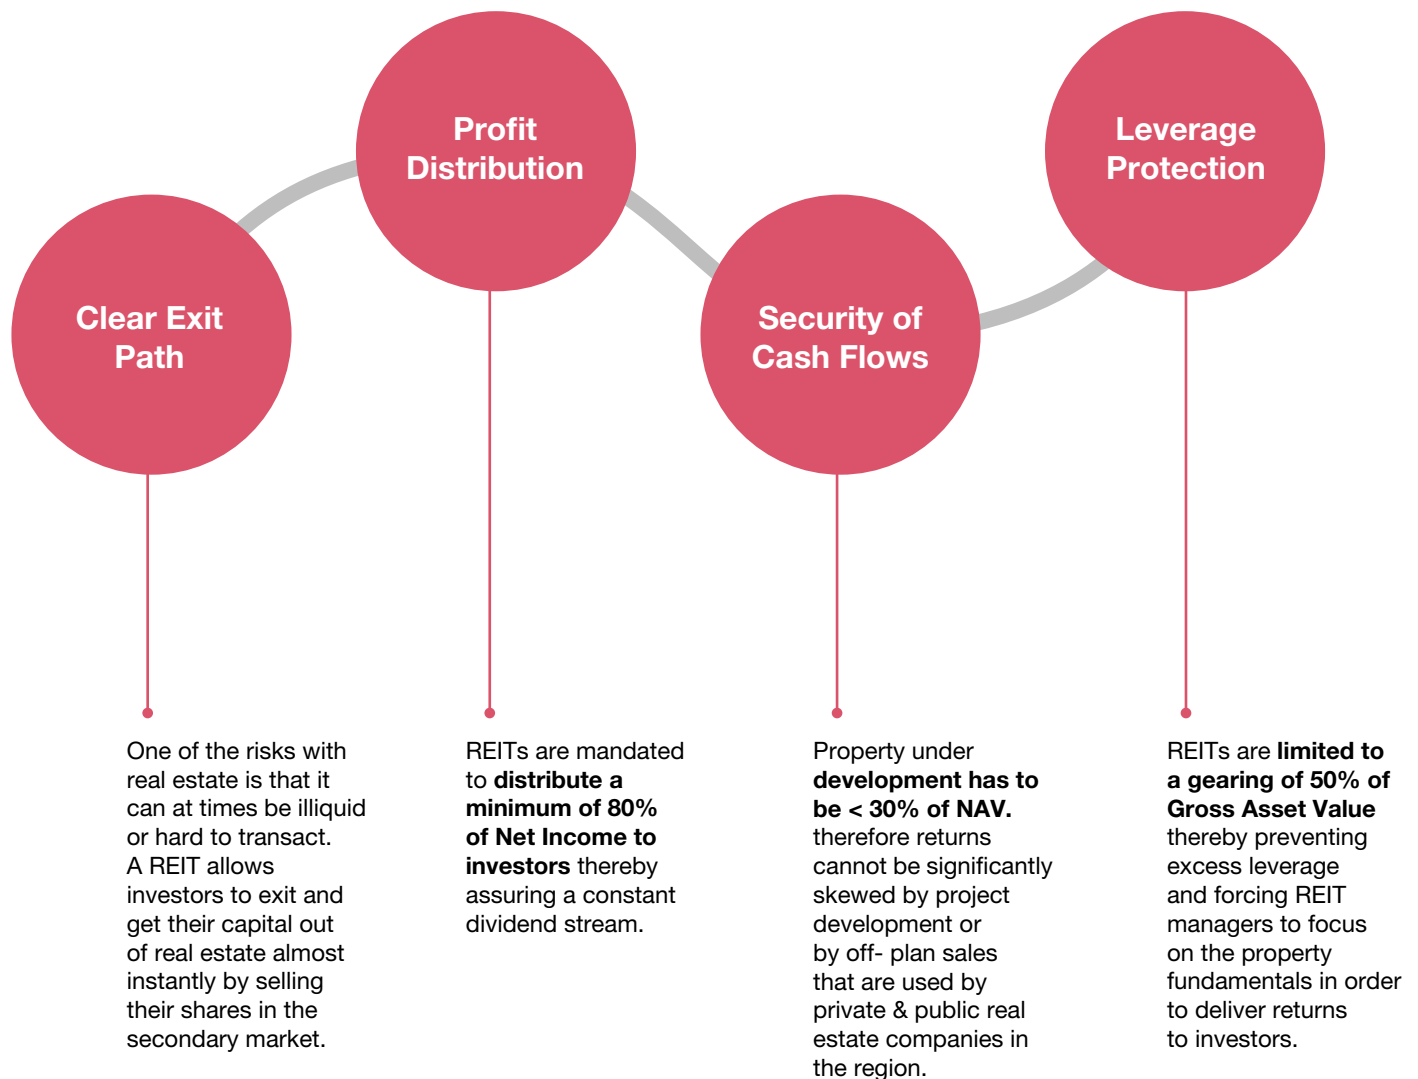 Clear Exit
Path
One of the risks with
real estate is that it
can at times be illiquid
or hard to transact.
A REIT allows
investors to exit and
get their capital out
of real estate almost
instantly by selling
their shares in the
secondary market.
Profit
Distribution
REITs are mandated
to distribute a
minimum of 80%
of Net Income to
investors thereby
assuring a constant
dividend stream.
Security of
Cash Flows
Property under
development has to
be < 30% of NAV.
therefore returns
cannot be significantly
skewed by project
development or
by off- plan sales
that are used by
private & public real
estate companies in
the region.
Leverage
Protection
REITs are limited to
a gearing of 50% of
Gross Asset Value
thereby preventing
excess leverage
and forcing REIT
managers to focus
on the property
fundamentals in order
to deliver returns
to investors.